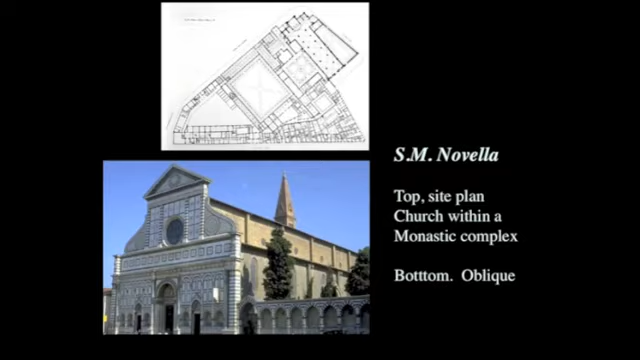 S.M. Novella
Top, site plan
Church within a
Monastic complex
Botttom. Oblique